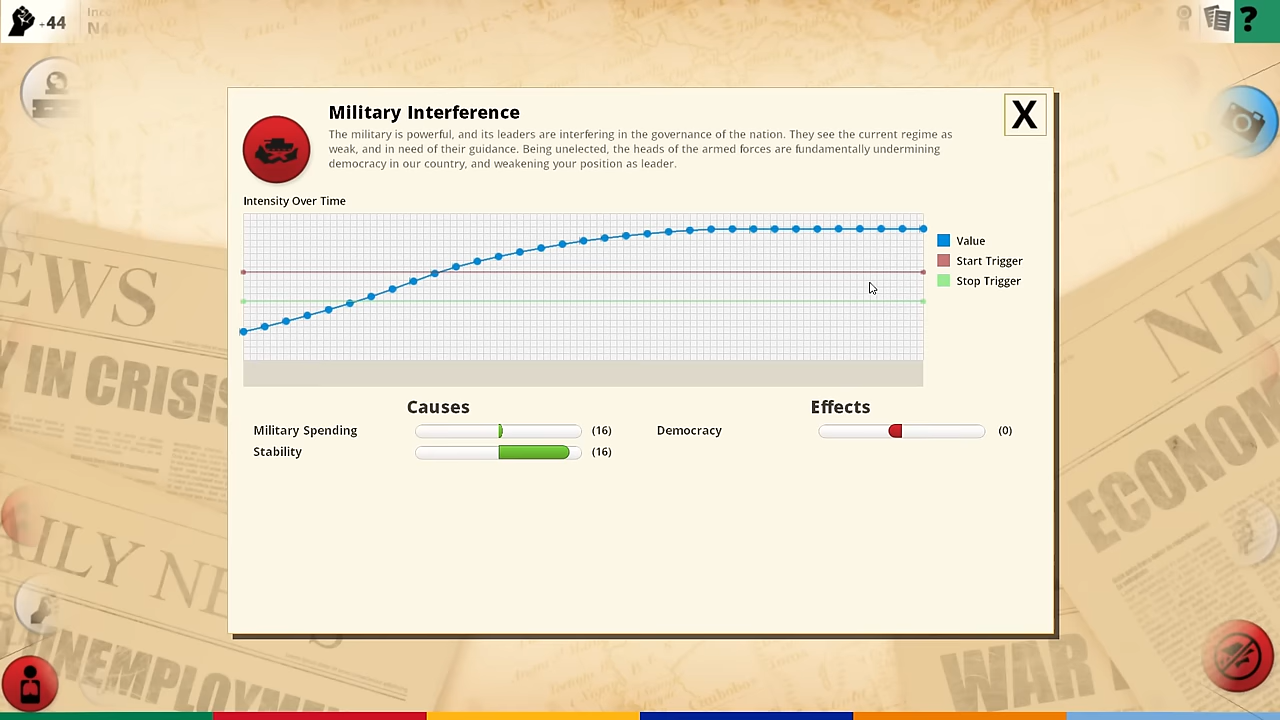 +44
Military Interference
X
?
The military is powerful, and its leaders are interfering in the governance of the nation. They see the current regime as
weak, and in need of their guidance. Being unelected, the heads of the armed forces are fundamentally undermining
democracy in our country, and weakening your position as leader.
Intensity Over Time
Value
Start Trigger
Stop Trigger
Causes
Effects
Military Spending (16)
Democracy (0)
Stability (16)
EWS
Y IN CRISIS
AILY NE
UNEMPLOYM
NE
ECONOM
WAR